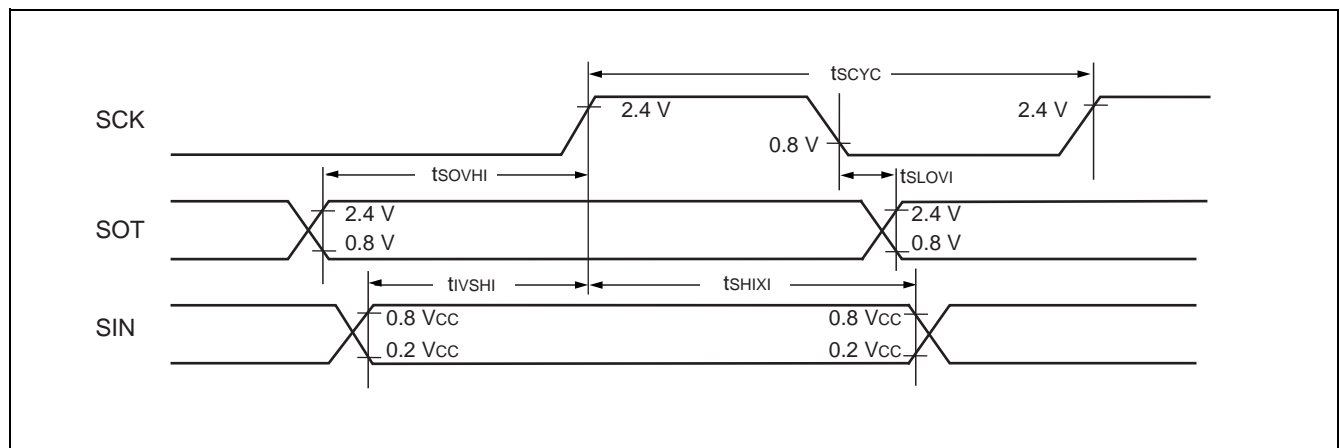 tSCYC
SCK
2.4 V
2.4 V
0.8 V
tSOVHI
tSLOVI
SOT
2.4 V
2.4 V
0.8 V
0.8 V
tIVSHI
tSHIXI
SIN
0.8 VCC
0.8 VCC
0.2 VCC
0.2 VCC